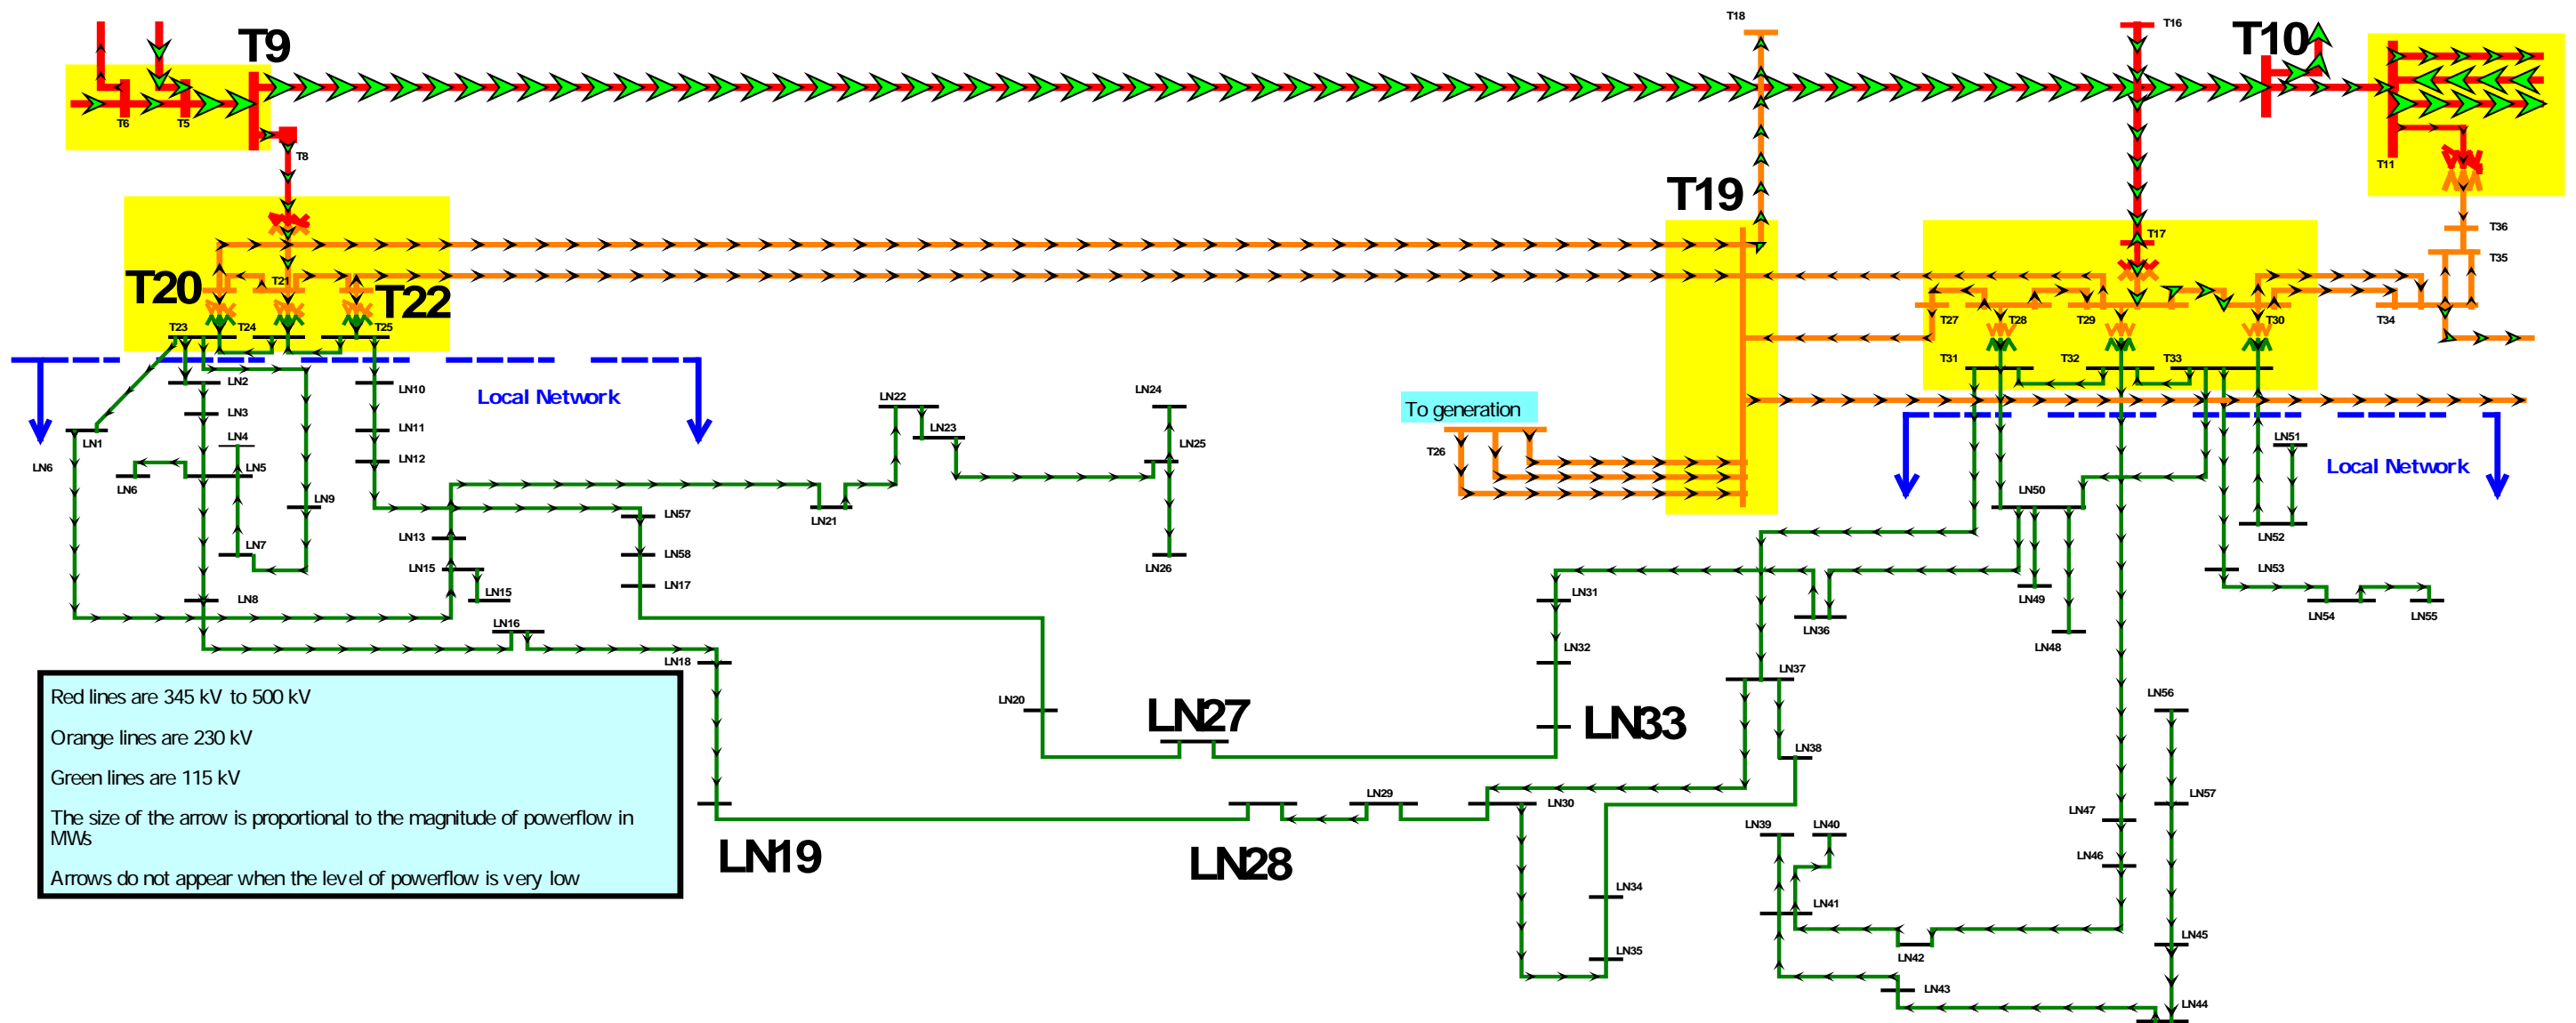 T18
T16
T9
T10
T6
T5
T8
T11
T19
T36
T17
T35
T20
T21
T22
T27
T28
T29
T30
T34
T23
T24
T25
T31
T32
T33
LN2
LN10
Local Network
LN24
LN22
To generation
LN3
LN11
LN23
LN1
LN4
LN25
LN51
T26
Local Network
LN6
LN5
LN12
LN6
LN9
LN50
LN57
LN21
LN13
LN52
LN7
LN58
LN26
LN15
LN53
LN17
LN31
LN49
LN15
LN8
LN54
LN55
LN16
LN36
LN48
LN32
LN18
LN37
LN20
LN56
LN27
LN33
LN38
Red lines are 345 kV to 500 kV
Orange lines are 230 kV
Green lines are 115 kV
The size of the arrow is proportional to the magnitude of powerflow in
MWs
Arrows do not appear when the level of powerflow is very low
LN29
LN30
LN57
LN47
LN39
LN40
LN19
LN28
LN46
LN34
LN41
LN45
LN35
LN42
LN43
LN44